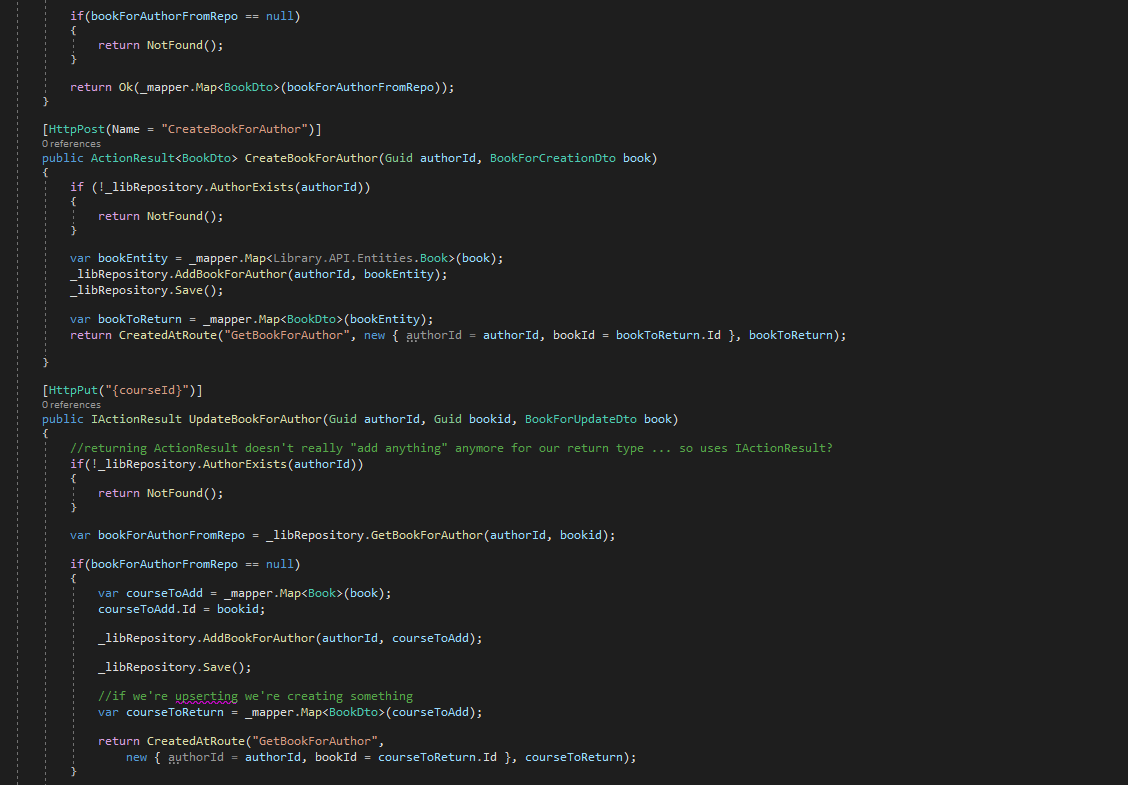 if(bookForAuthorFromRepo == null)
{
return NotFound();
}
return Ok(_mapper.Map<BookDto>(bookForAuthorFromRepo));
}
[HttpPost(Name = "CreateBookForAuthor")]
0 references
public ActionResult<BookDto> CreateBookForAuthor(Guid authorId, BookForCreationDto book)
{
if (!_libRepository.AuthorExists(authorId))
{
return NotFound();
}
var bookEntity = _mapper.Map<Library.API.Entities.Book>(book);
_libRepository.AddBookForAuthor(authorId, bookEntity);
_libRepository.Save();
var bookToReturn = _mapper.Map<BookDto>(bookEntity);
return CreatedAtRoute("GetBookForAuthor", new { authorId = authorId, bookId = bookToReturn.Id }, bookToReturn);
}
[HttpPut("{courseId}")]
0 references
public IActionResult UpdateBookForAuthor(Guid authorId, Guid bookid, BookForUpdateDto book)
{
//returning ActionResult doesn't really "add anything" anymore for our return type ... so uses IActionResult?
if(!_libRepository.AuthorExists(authorId))
{
return NotFound();
}
var bookForAuthorFromRepo = _libRepository.GetBookForAuthor(authorId, bookid);
if(bookForAuthorFromRepo == null)
{
var courseToAdd = _mapper.Map<Book>(book);
courseToAdd.Id = bookid;
_libRepository.AddBookForAuthor(authorId, courseToAdd);
_libRepository.Save();
//if we're upserting we're creating something
var courseToReturn = _mapper.Map<BookDto>(courseToAdd);
return CreatedAtRoute("GetBookForAuthor",
new { authorId = authorId, bookId = courseToReturn.Id }, courseToReturn);
}